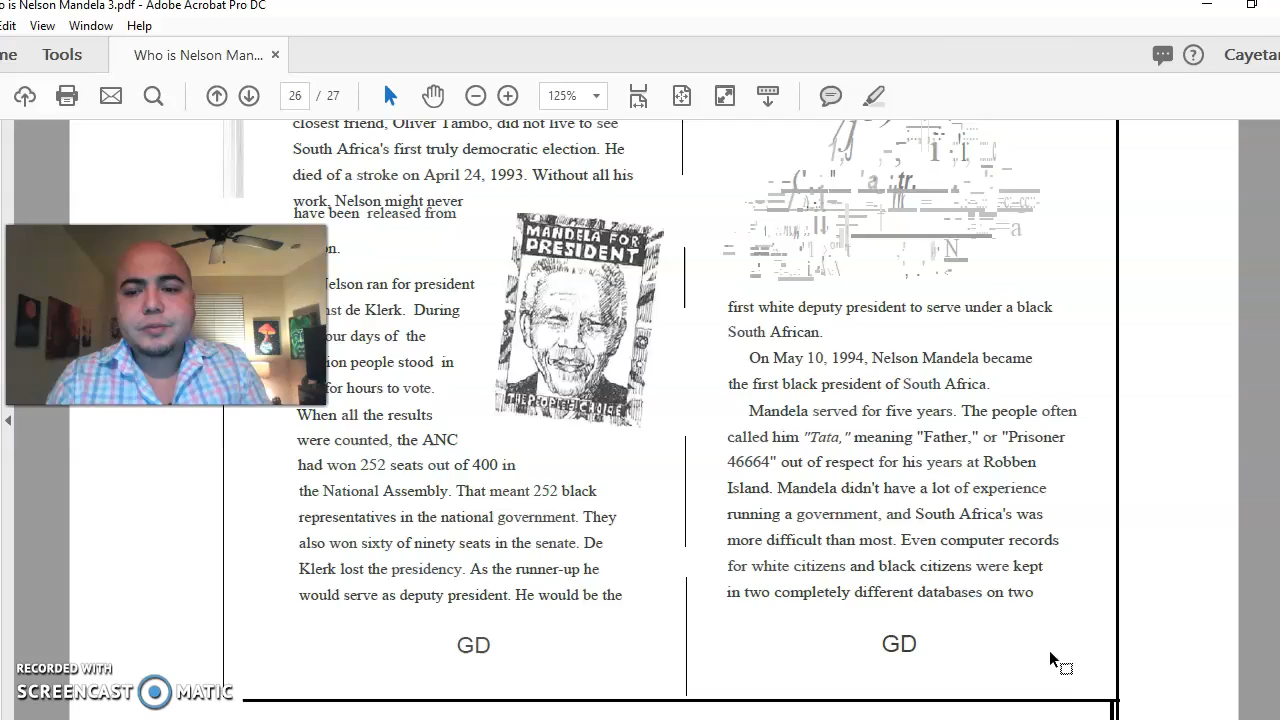 o is Nelson Mandela 3.pdf - Adobe Acrobat Pro DC
Edit View Window Help
me Tools Who is Nelson Man... ×
Cayetan
26 / 27 125%
closest friend, Oliver Tambo, did not live to see
South Africa's first truly democratic election. He
died of a stroke on April 24, 1993. Without all his
work, Nelson might never
have been released from
on.
elson ran for president
nst de Klerk. During
our days of the
ion people stood in
for hours to vote.
When all the results
were counted, the ANC
had won 252 seats out of 400 in
the National Assembly. That meant 252 black
representatives in the national government. They
also won sixty of ninety seats in the senate. De
Klerk lost the presidency. As the runner-up he
would serve as deputy president. He would be the
GD
MANDELA FOR
PRESIDENT
THE PEOPLE'S CHOICE
first white deputy president to serve under a black
South African.
On May 10, 1994, Nelson Mandela became
the first black president of South Africa.
Mandela served for five years. The people often
called him "Tata," meaning "Father," or "Prisoner
46664" out of respect for his years at Robben
Island. Mandela didn't have a lot of experience
running a government, and South Africa's was
more difficult than most. Even computer records
for white citizens and black citizens were kept
in two completely different databases on two
GD
RECORDED WITH
SCREENCAST MATIC